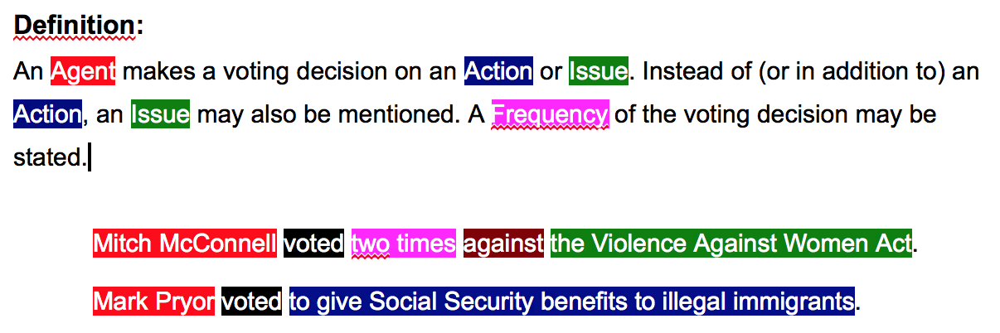 Definition:
An Agent makes a voting decision on an Action or Issue. Instead of (or in addition to) an
Action, an Issue may also be mentioned. A Frequency of the voting decision may be
stated.
Mitch McConnell voted two times against the Violence Against Women Act.
Mark Pryor voted to give Social Security benefits to illegal immigrants.